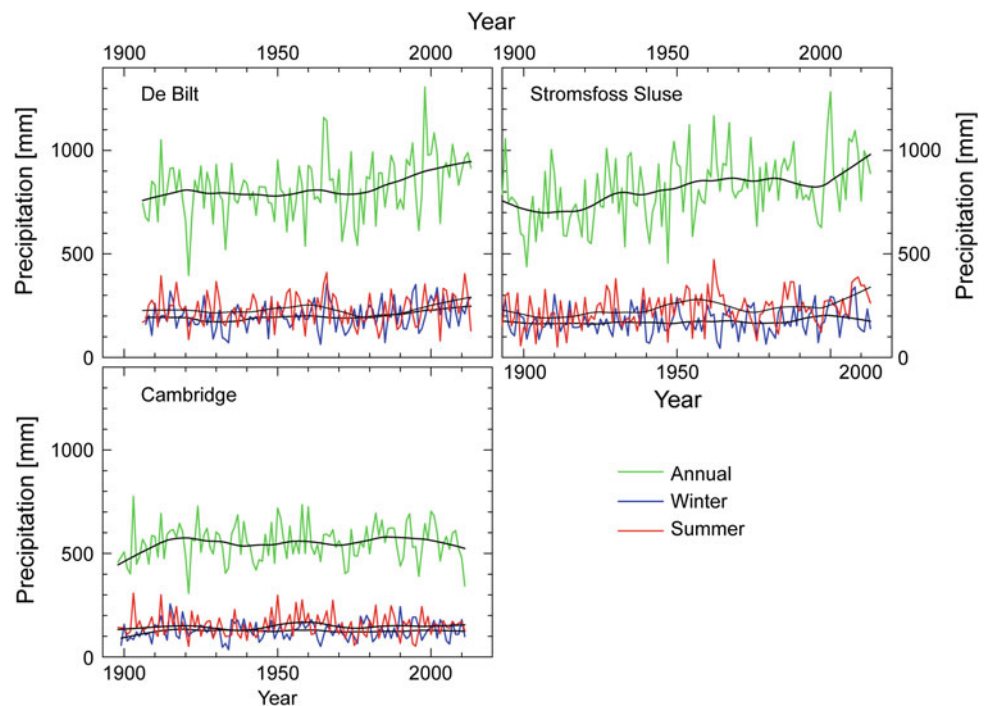 Year
1900 1950 2000 1900 1950 2000
De Bilt
Stromsfoss Sluse
Precipitation [mm]
1000
500
0
1000
500
0
Precipitation [mm]
1900 1950 2000
Year
Cambridge
Precipitation [mm]
1000
500
0
1900 1950 2000
Year
Annual
Winter
Summer